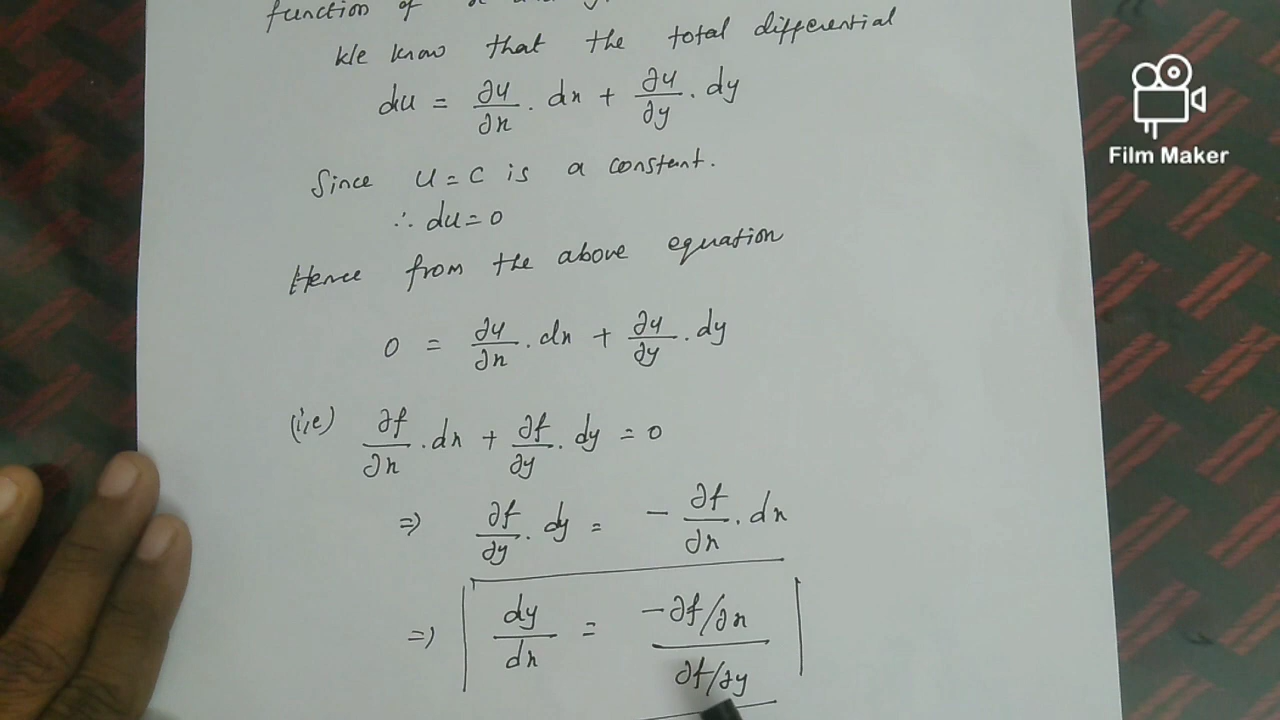 function of
We know that the total differential
du = ∂u/∂x . dx + ∂u/∂y . dy
Since u = c is a constant.
∴ du = 0
Hence from the above equation
0 = ∂u/∂x . dx + ∂u/∂y . dy
(i,e) ∂f/∂x . dx + ∂f/∂y . dy = 0
⇒ ∂f/∂y . dy = - ∂f/∂x . dx
⇒ dy/dx = -∂f/∂x / ∂f/∂y
Film Maker